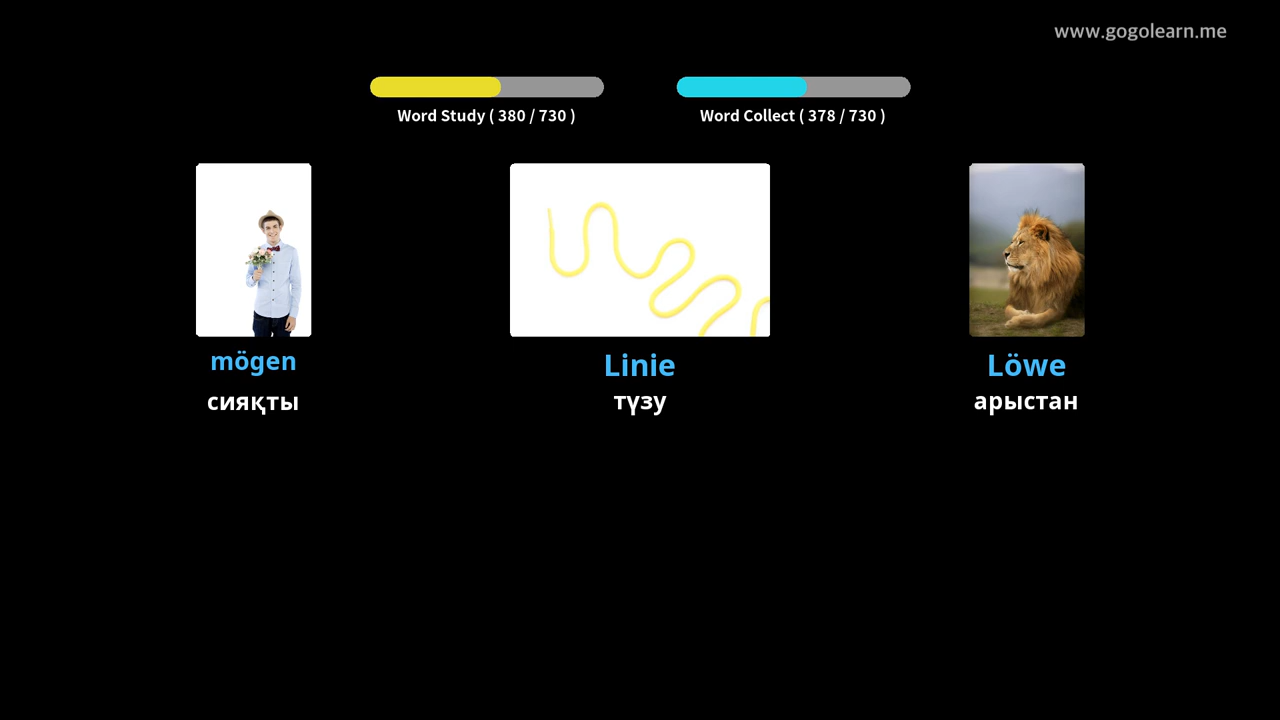 www.gogolearn.me
Word Study ( 380 / 730 )
Word Collect ( 378 / 730 )
mögen
сияқты
Linie
түзу
Löwe
арыстан